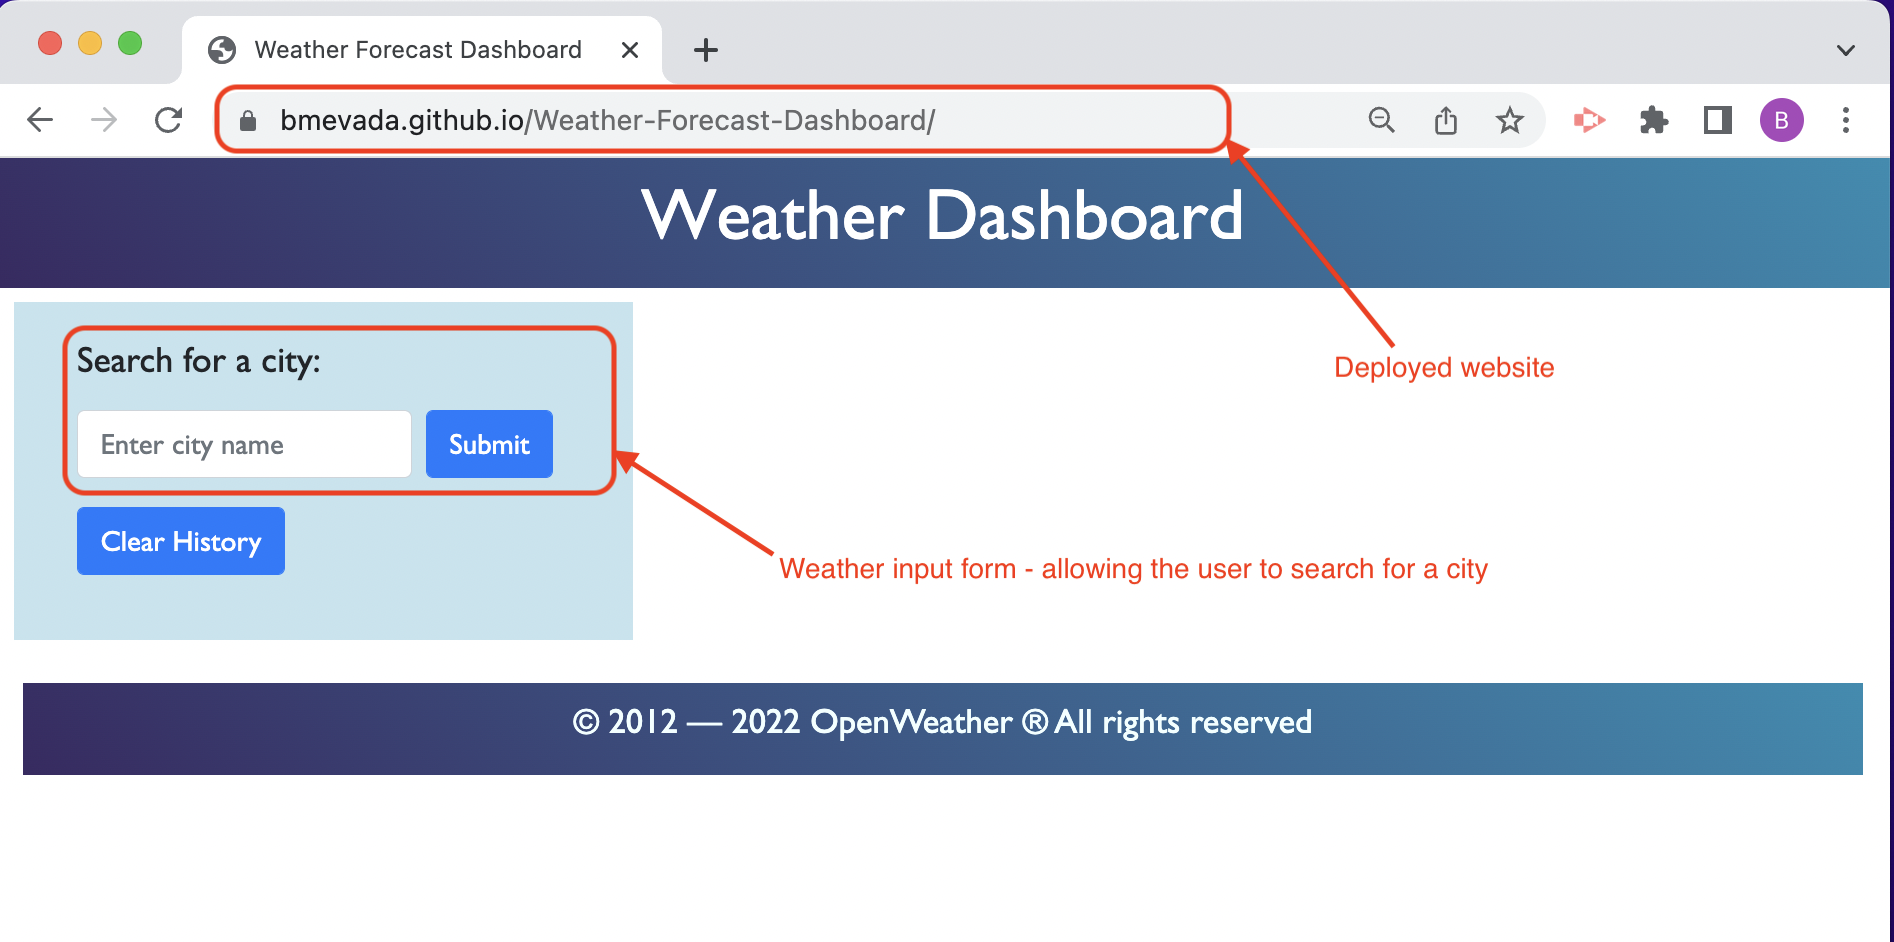 Weather Forecast Dashboard
bmevada.github.io/Weather-Forecast-Dashboard/
B
Weather Dashboard
Search for a city:
Deployed website
Enter city name
Submit
Clear History
Weather input form - allowing the user to search for a city
© 2012 — 2022 OpenWeather ® All rights reserved